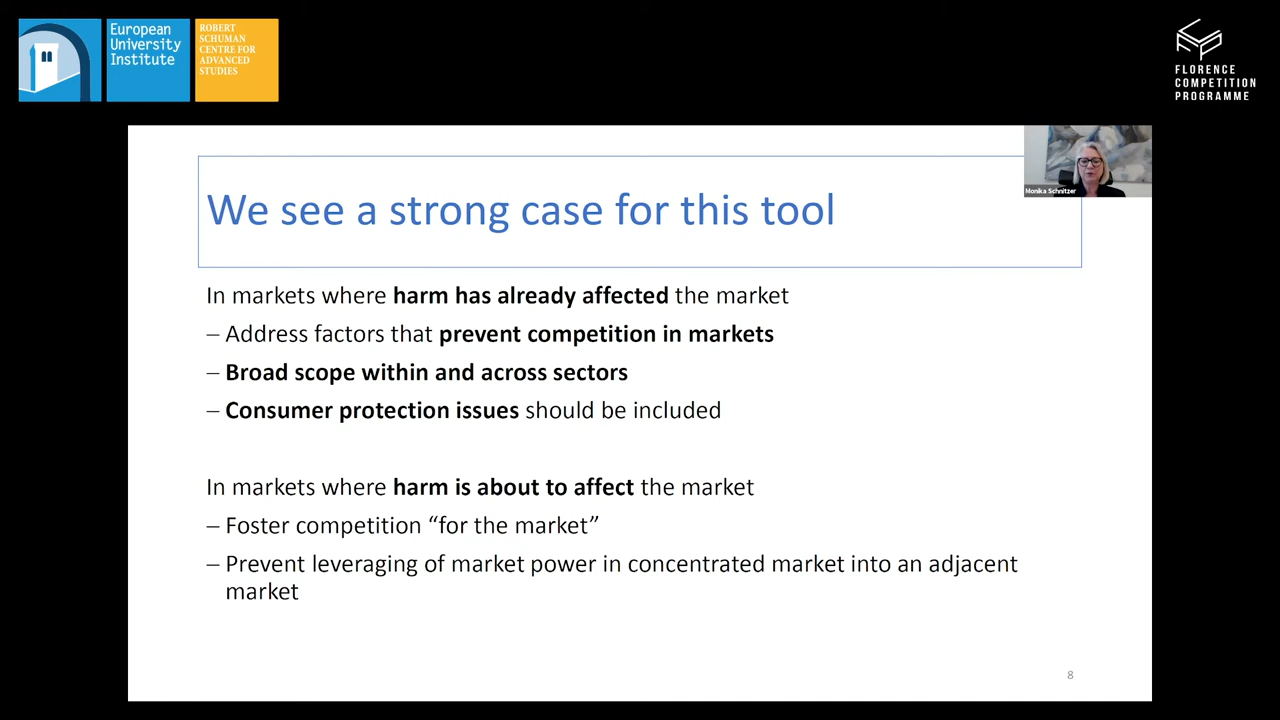 European
University
Institute
ROBERT
SCHUMAN
CENTRE FOR
ADVANCED
STUDIES
FLORENCE
COMPETITION
PROGRAMME
Monika Schnitzer
We see a strong case for this tool
In markets where harm has already affected the market
– Address factors that prevent competition in markets
– Broad scope within and across sectors
– Consumer protection issues should be included
In markets where harm is about to affect the market
– Foster competition “for the market”
– Prevent leveraging of market power in concentrated market into an adjacent
market
8